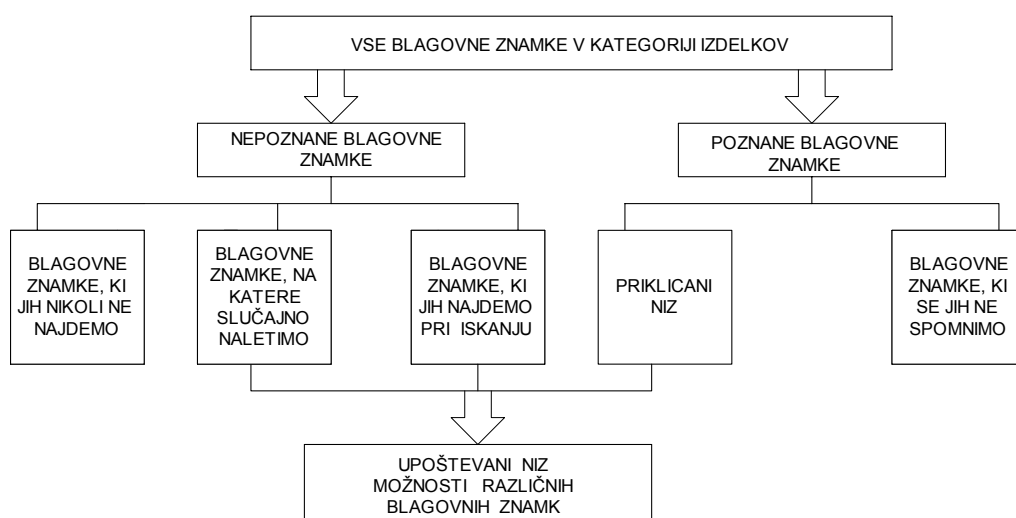 VSE BLAGOVNE ZNAMKE V KATEGORIJI IZDELKOV
NEPOZNANE BLAGOVNE
ZNAMKE
POZNANE BLAGOVNE
ZNAMKE
BLAGOVNE
ZNAMKE, KI
JIH NIKOLI NE
NAJDEMO
BLAGOVNE
ZNAMKE, NA
KATERE
SLUČAJNO
NALETIMO
BLAGOVNE
ZNAMKE, KI
JIH NAJDEMO
PRI ISKANJU
PRIKLICANI
NIZ
BLAGOVNE
ZNAMKE, KI
SE JIH NE
SPOMNIMO
UPOŠTEVANI NIZ
MOŽNOSTI RAZLIČNIH
BLAGOVNIH ZNAMK